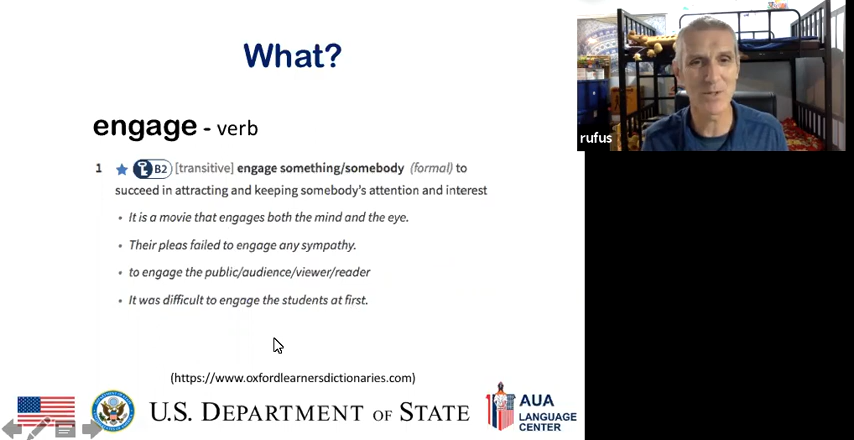 What?
engage - verb
1 ★ B2 [transitive] engage something/somebody (formal) to
succeed in attracting and keeping somebody's attention and interest
• It is a movie that engages both the mind and the eye.
• Their pleas failed to engage any sympathy.
• to engage the public/audience/viewer/reader
• It was difficult to engage the students at first.
(https://www.oxfordlearnersdictionaries.com)
U.S. DEPARTMENT OF STATE
AUA
LANGUAGE
CENTER
rufus